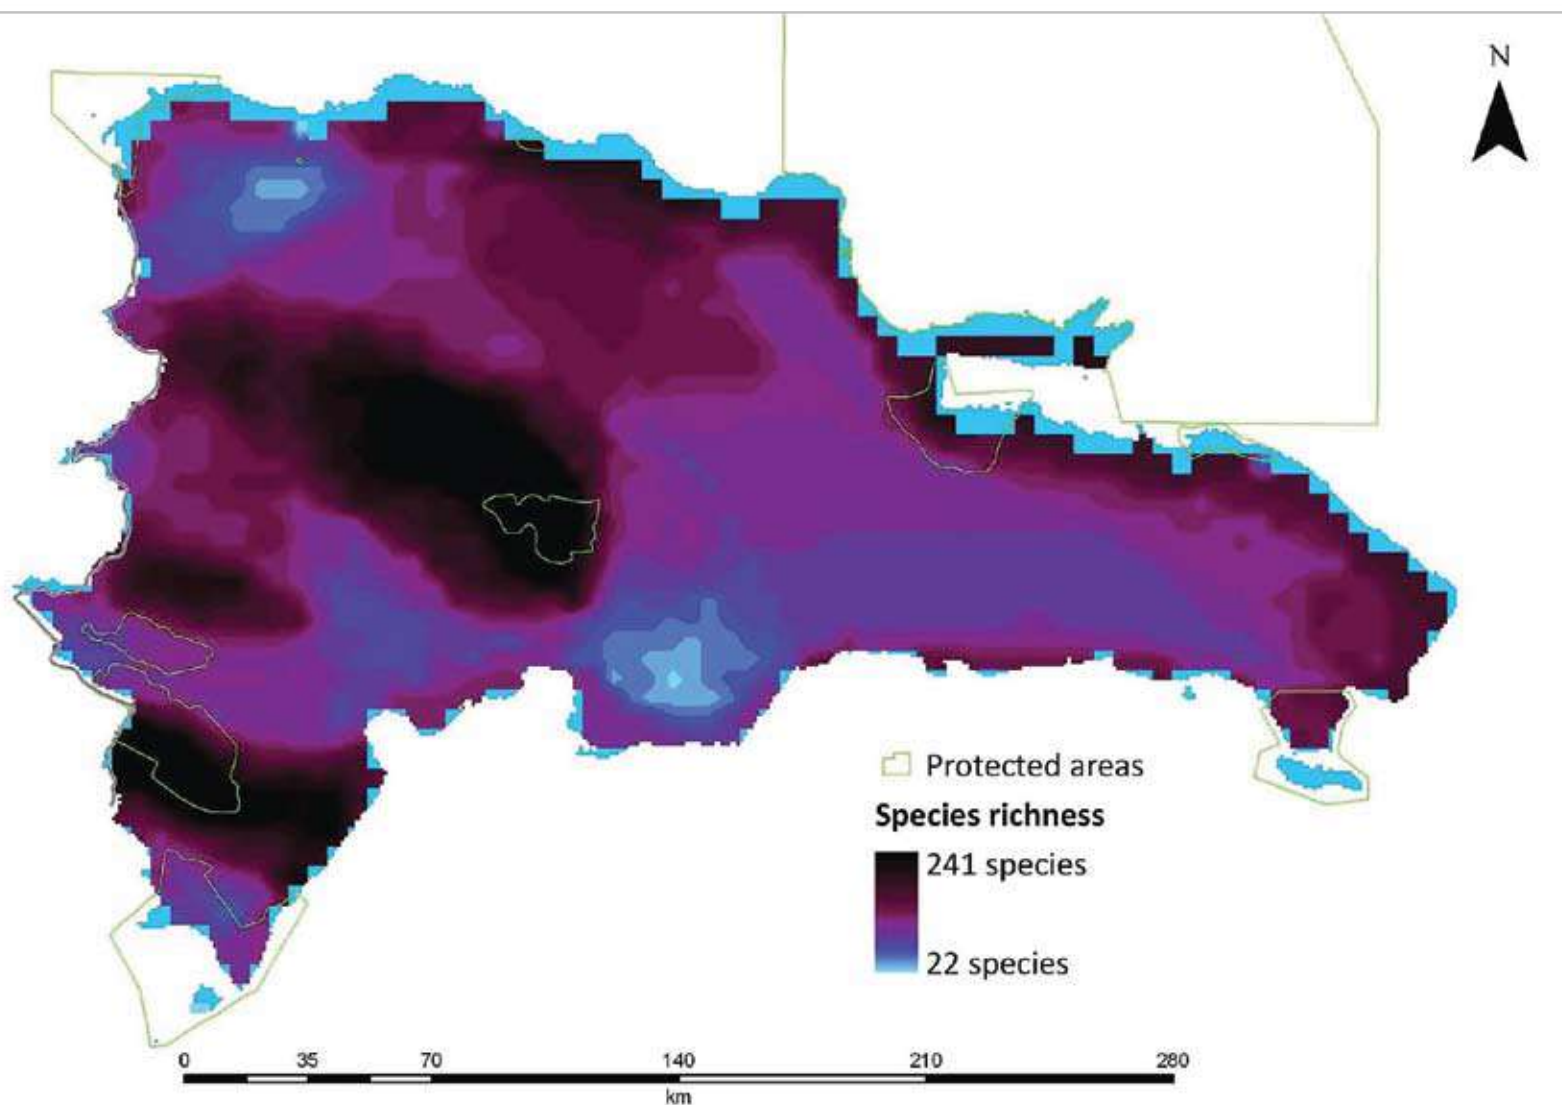 N
Protected areas
Species richness
241 species
22 species
0 35 70 140 210 280
km